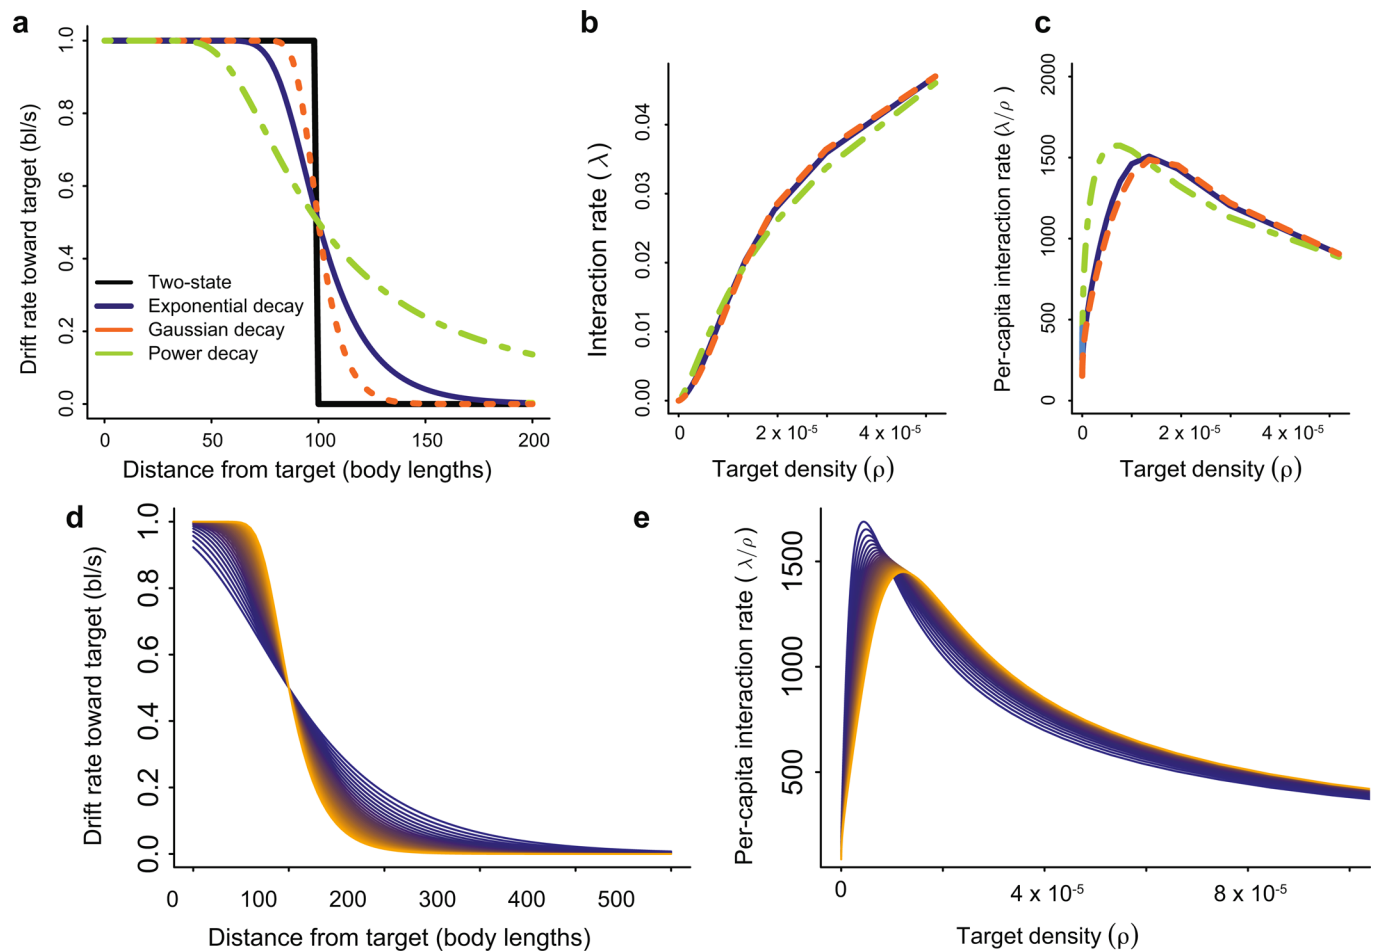 a
Drift rate toward target (bl/s)
1.0
0.8
0.6
0.4
0.2
0.0
Two-state
Exponential decay
Gaussian decay
Power decay
0 50 100 150 200
Distance from target (body lengths)
b
Interaction rate ( λ)
0.04
0.03
0.02
0.01
0.00
0 2 x 10-5 4 x 10-5
Target density (ρ)
c
Per-capita interaction rate (λ/ρ )
2000
1500
1000
500
0
0 2 x 10-5 4 x 10-5
Target density (ρ)
d
Drift rate toward target (bl/s)
1.0
0.8
0.6
0.4
0.2
0.0
0 100 200 300 400 500
Distance from target (body lengths)
e
Per-capita interaction rate ( λ/ρ)
1500
1000
500
0 4 x 10-5 8 x 10-5
Target density (ρ)